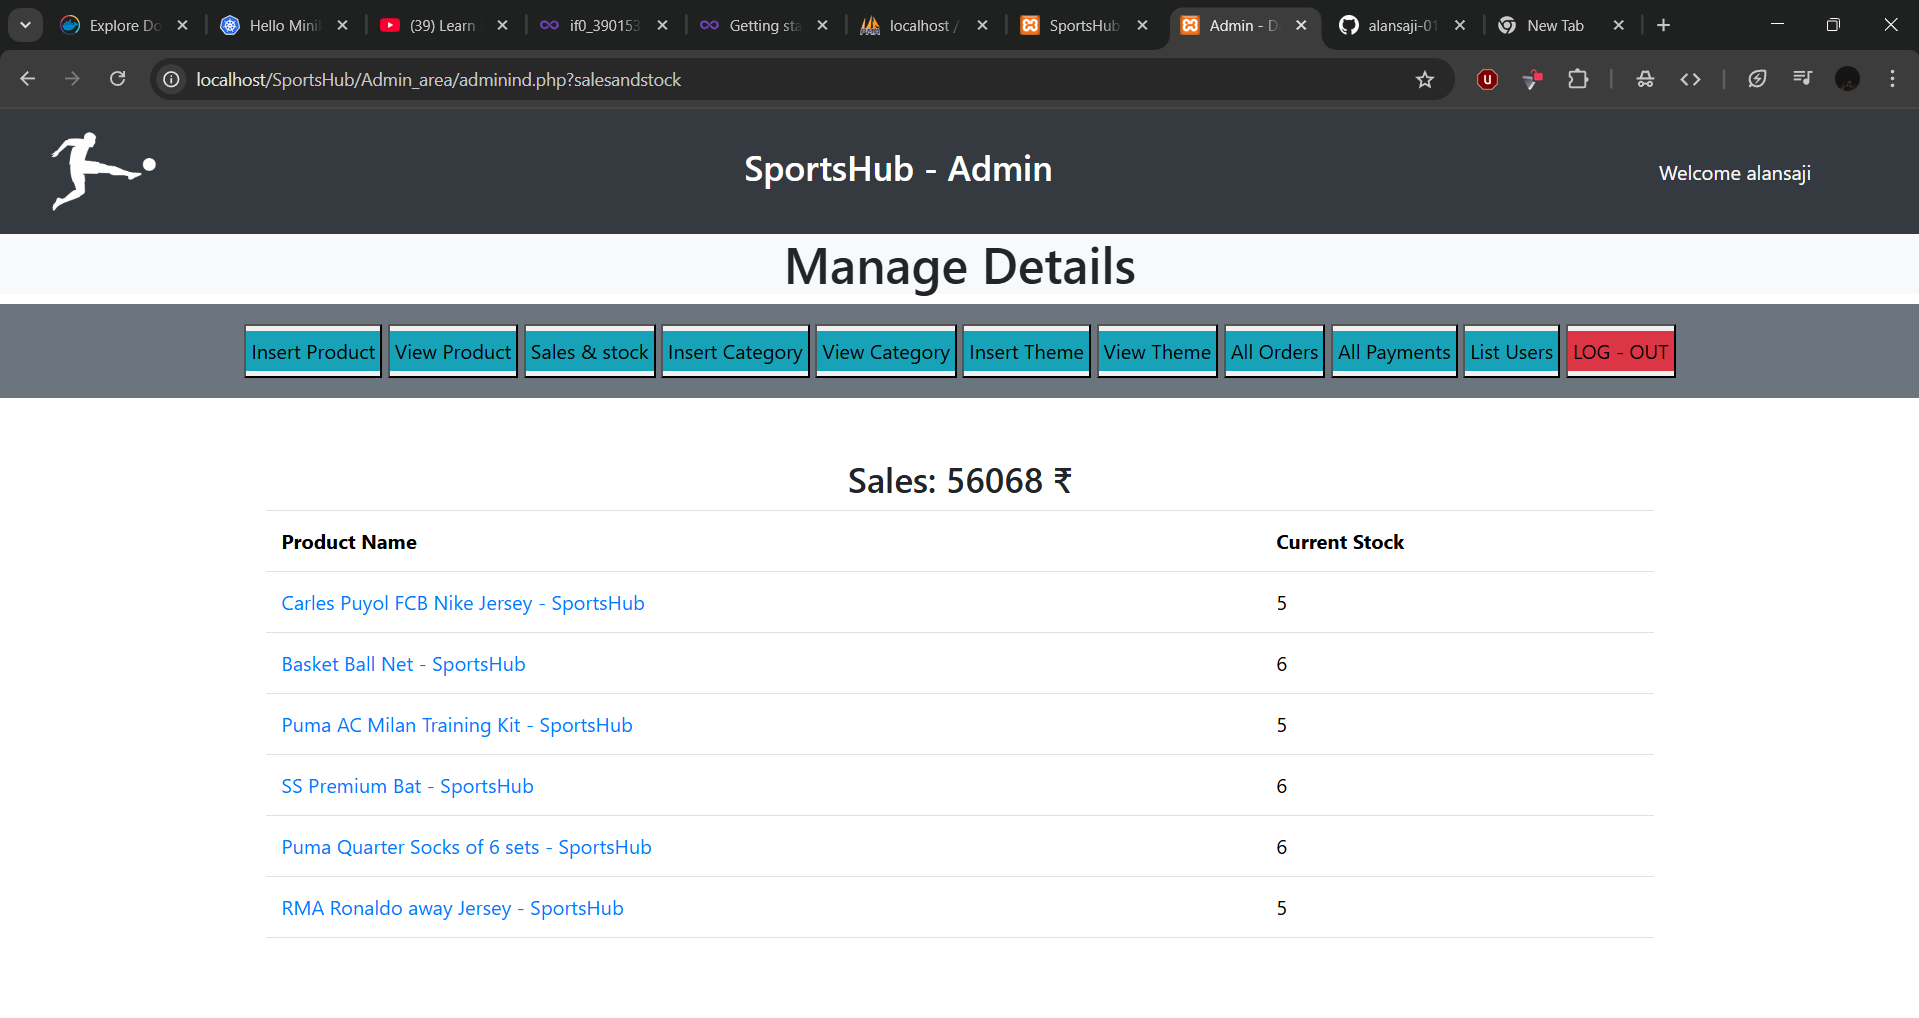 Explore Do
Hello Mini
(39) Learn
if0_390153
Getting sta
localhost /
SportsHub
Admin - D
alansaji-01
New Tab
localhost/SportsHub/Admin_area/adminind.php?salesandstock
SportsHub - Admin
Welcome alansaji
Manage Details
Insert Product
View Product
Sales & stock
Insert Category
View Category
Insert Theme
View Theme
All Orders
All Payments
List Users
LOG - OUT
Sales: 56068 ₹
Product Name Current Stock
Carles Puyol FCB Nike Jersey - SportsHub 5
Basket Ball Net - SportsHub 6
Puma AC Milan Training Kit - SportsHub 5
SS Premium Bat - SportsHub 6
Puma Quarter Socks of 6 sets - SportsHub 6
RMA Ronaldo away Jersey - SportsHub 5